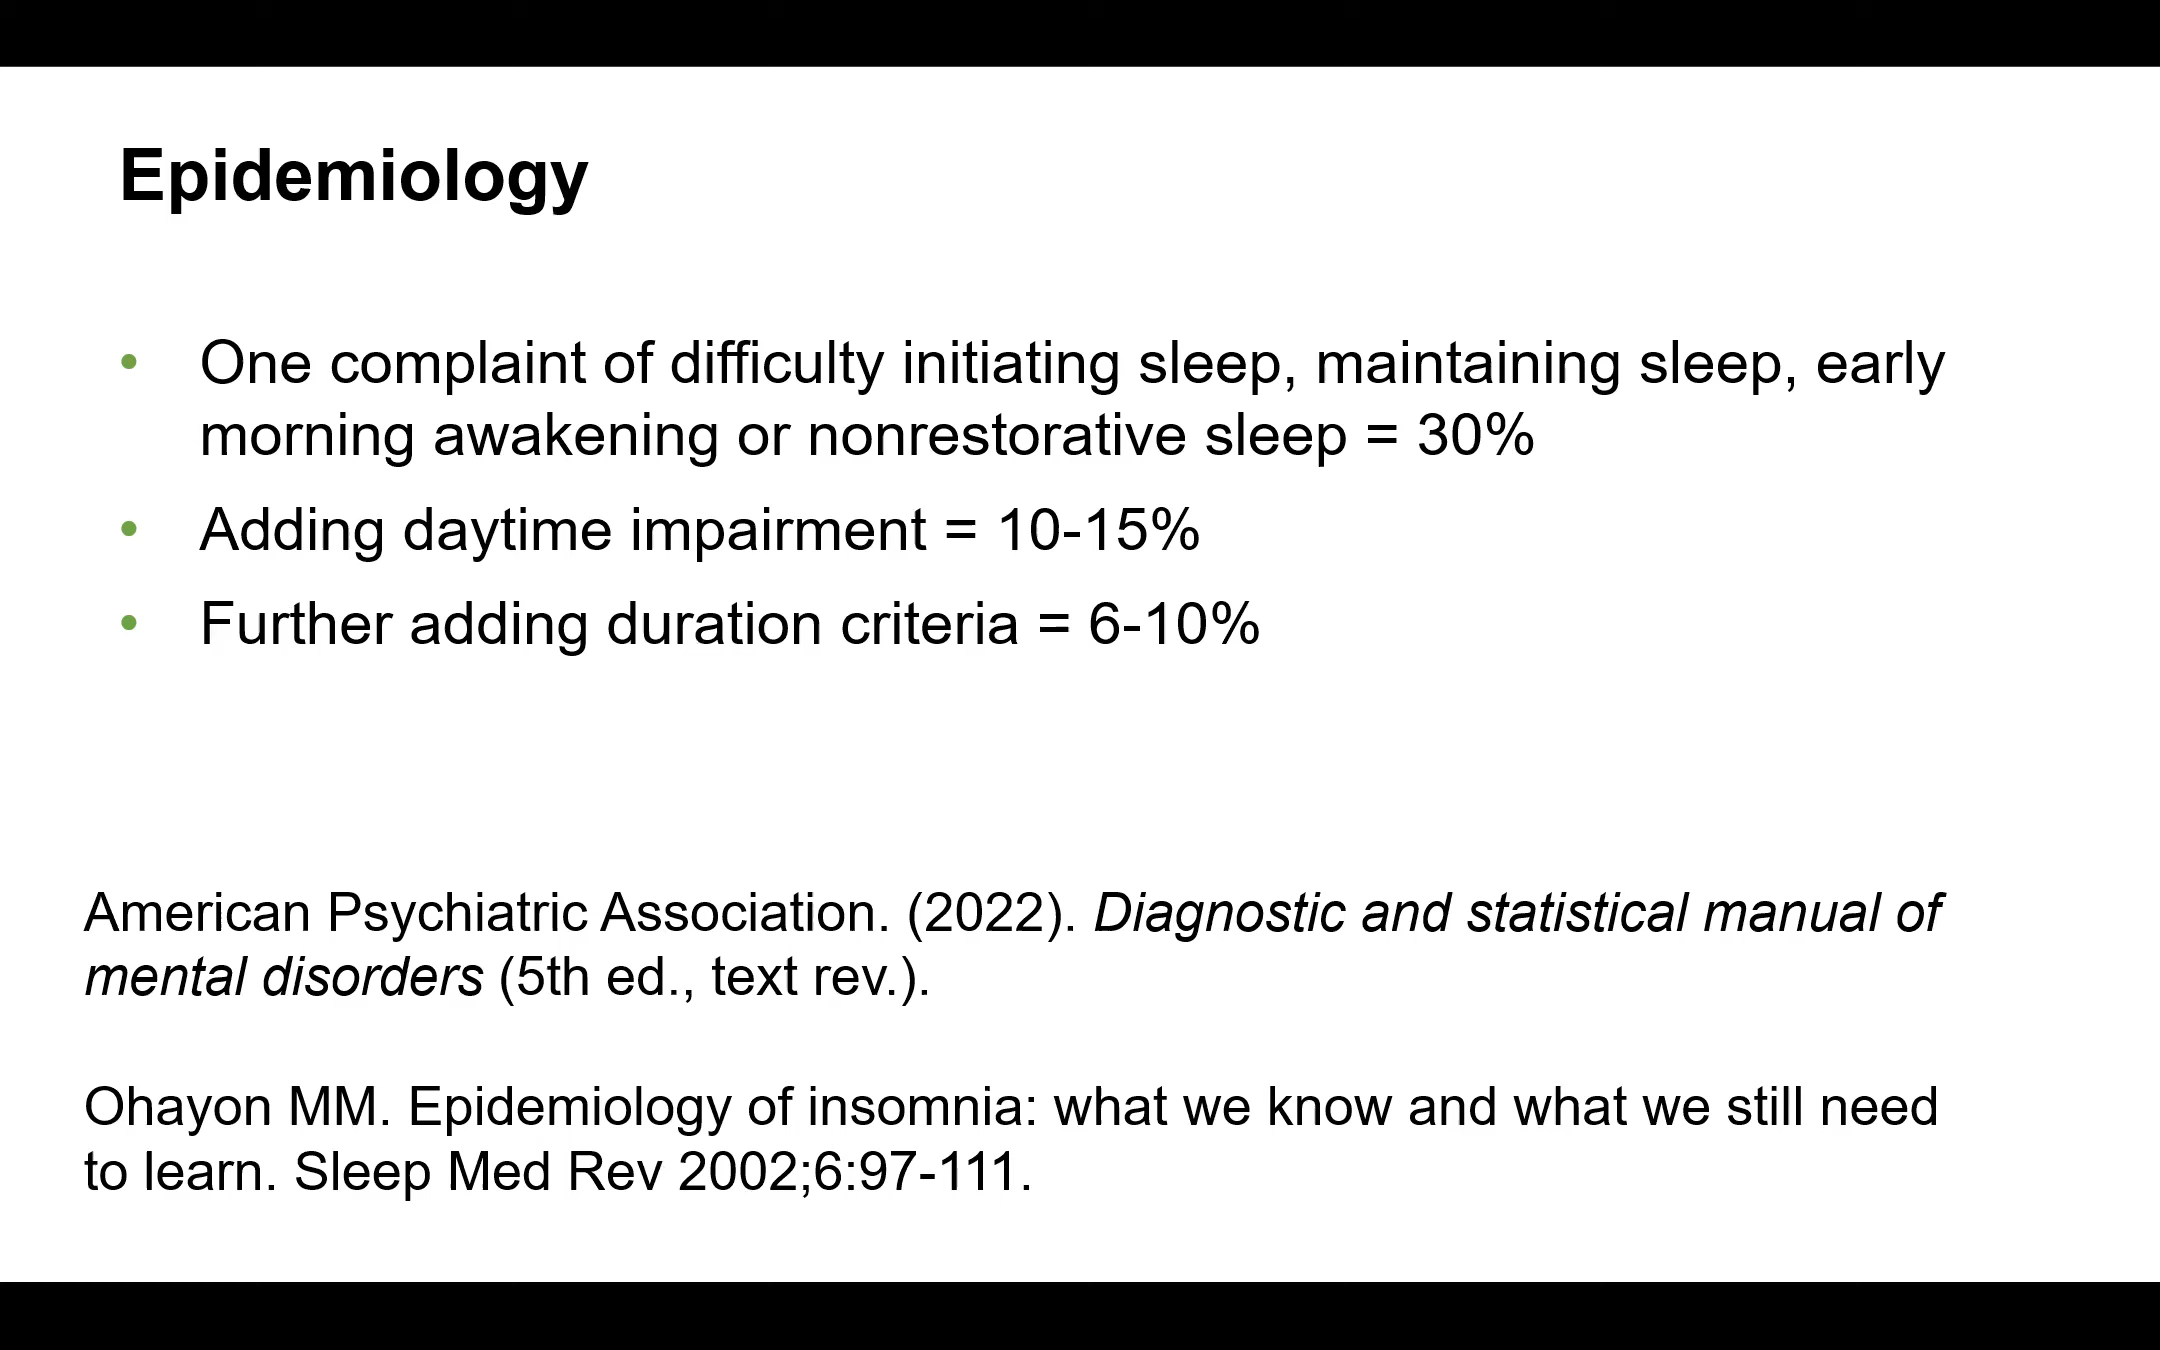 Epidemiology
• One complaint of difficulty initiating sleep, maintaining sleep, early
morning awakening or nonrestorative sleep = 30%
• Adding daytime impairment = 10-15%
• Further adding duration criteria = 6-10%
American Psychiatric Association. (2022). Diagnostic and statistical manual of
mental disorders (5th ed., text rev.).
Ohayon MM. Epidemiology of insomnia: what we know and what we still need
to learn. Sleep Med Rev 2002;6:97-111.